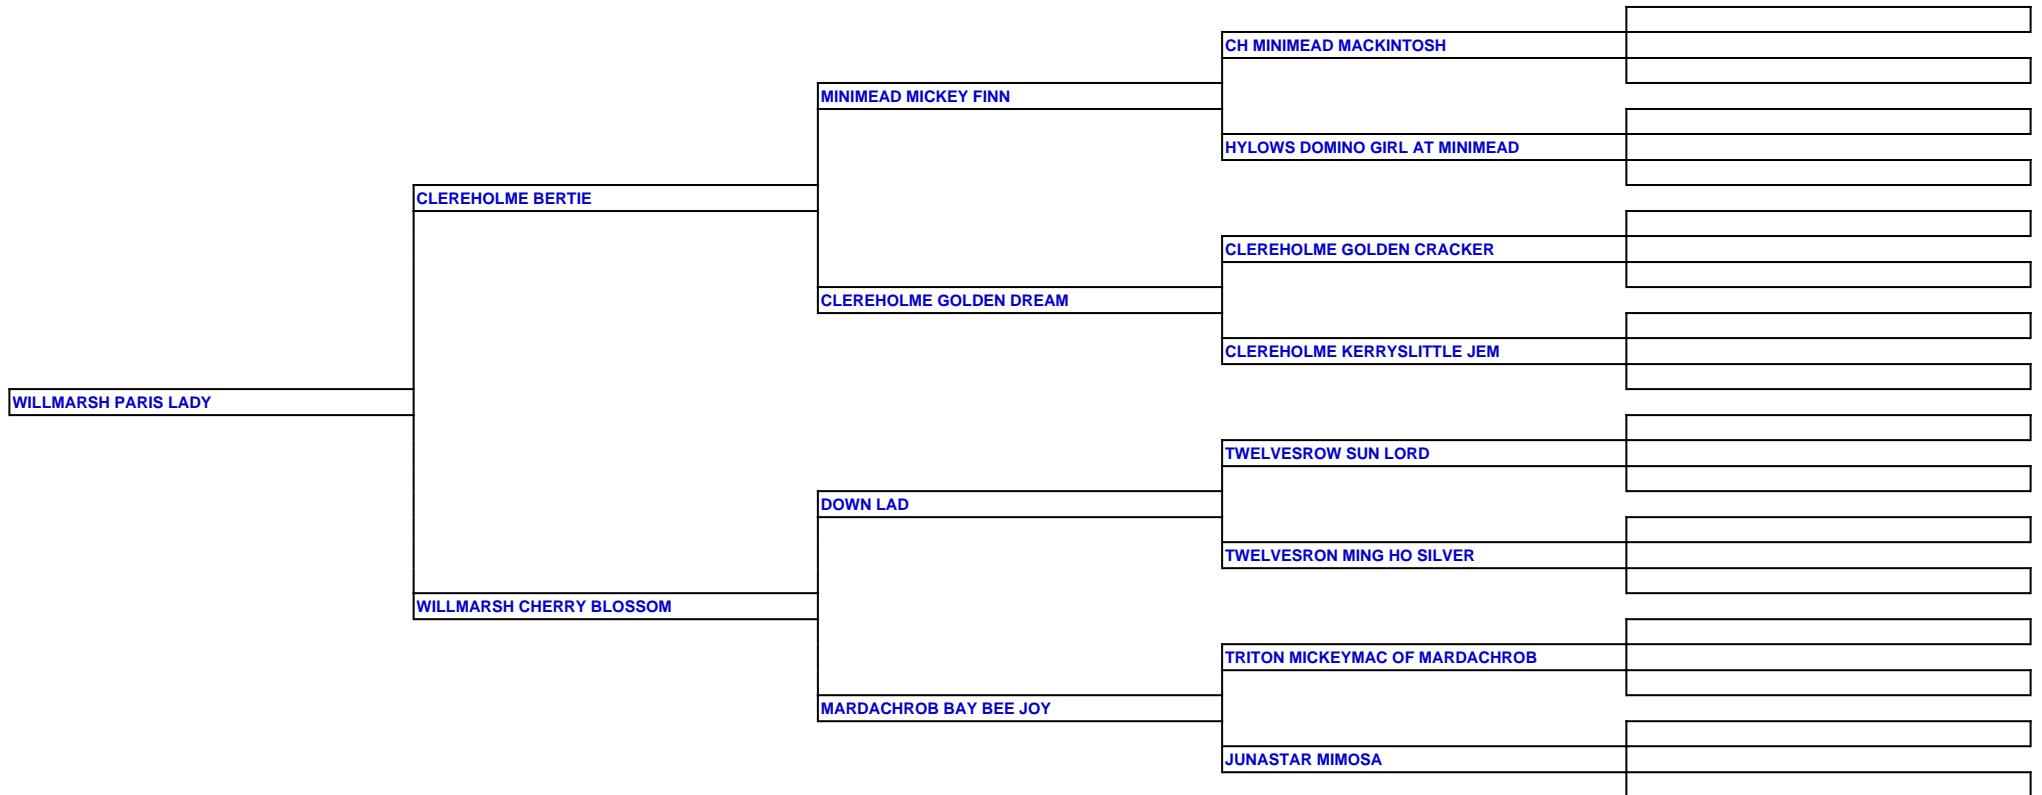 CH MINIMEAD MACKINTOSH
MINIMEAD MICKEY FINN
HYLOWS DOMINO GIRL AT MINIMEAD
CLEREHOLME BERTIE
CLEREHOLME GOLDEN CRACKER
CLEREHOLME GOLDEN DREAM
CLEREHOLME KERRYSLITTLE JEM
WILLMARSH PARIS LADY
TWELVESROW SUN LORD
DOWN LAD
TWELVESRON MING HO SILVER
WILLMARSH CHERRY BLOSSOM
TRITON MICKEYMAC OF MARDACHROB
MARDACHROB BAY BEE JOY
JUNASTAR MIMOSA